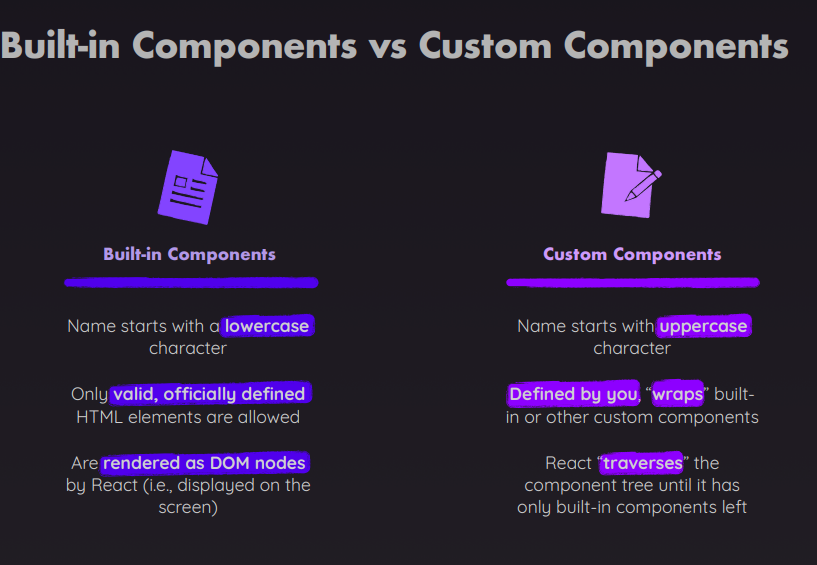 Built-in Components vs Custom Components
Built-in Components
Name starts with a lowercase
character
Only valid, officially defined
HTML elements are allowed
Are rendered as DOM nodes
by React (i.e., displayed on the
screen)
Custom Components
Name starts with uppercase
character
Defined by you, “wraps” built-
in or other custom components
React “traverses” the
component tree until it has
only built-in components left